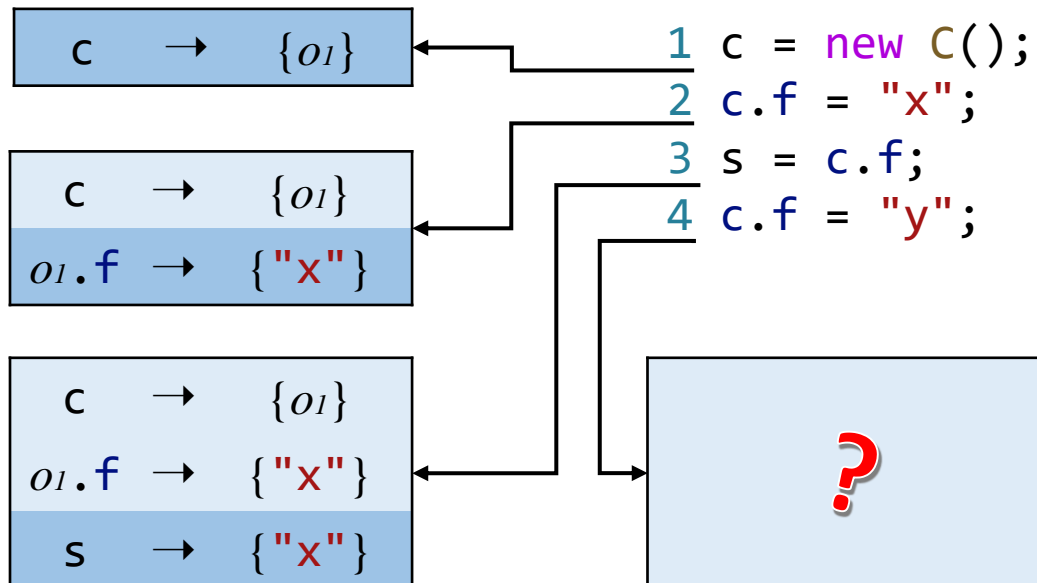 c → {o1}
1 c = new C();
2 c.f = "x";
3 s = c.f;
4 c.f = "y";
c → {o1}
o1.f → {"x"}
c → {o1}
o1.f → {"x"}
s → {"x"}
?